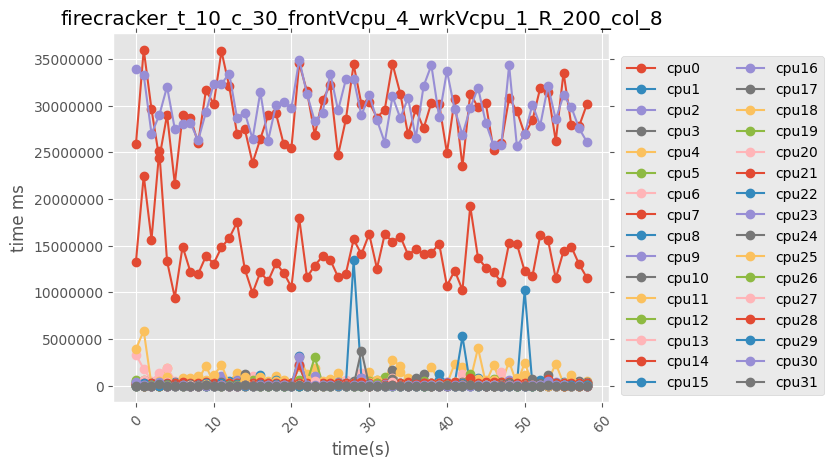 firecracker_t_10_c_30_frontVcpu_4_wrkVcpu_1_R_200_col_8
time ms
35000000
30000000
25000000
20000000
15000000
10000000
5000000
0
0
10
20
30
40
50
60
time(s)
cpu0
cpu1
cpu2
cpu3
cpu4
cpu5
cpu6
cpu7
cpu8
cpu9
cpu10
cpu11
cpu12
cpu13
cpu14
cpu15
cpu16
cpu17
cpu18
cpu19
cpu20
cpu21
cpu22
cpu23
cpu24
cpu25
cpu26
cpu27
cpu28
cpu29
cpu30
cpu31